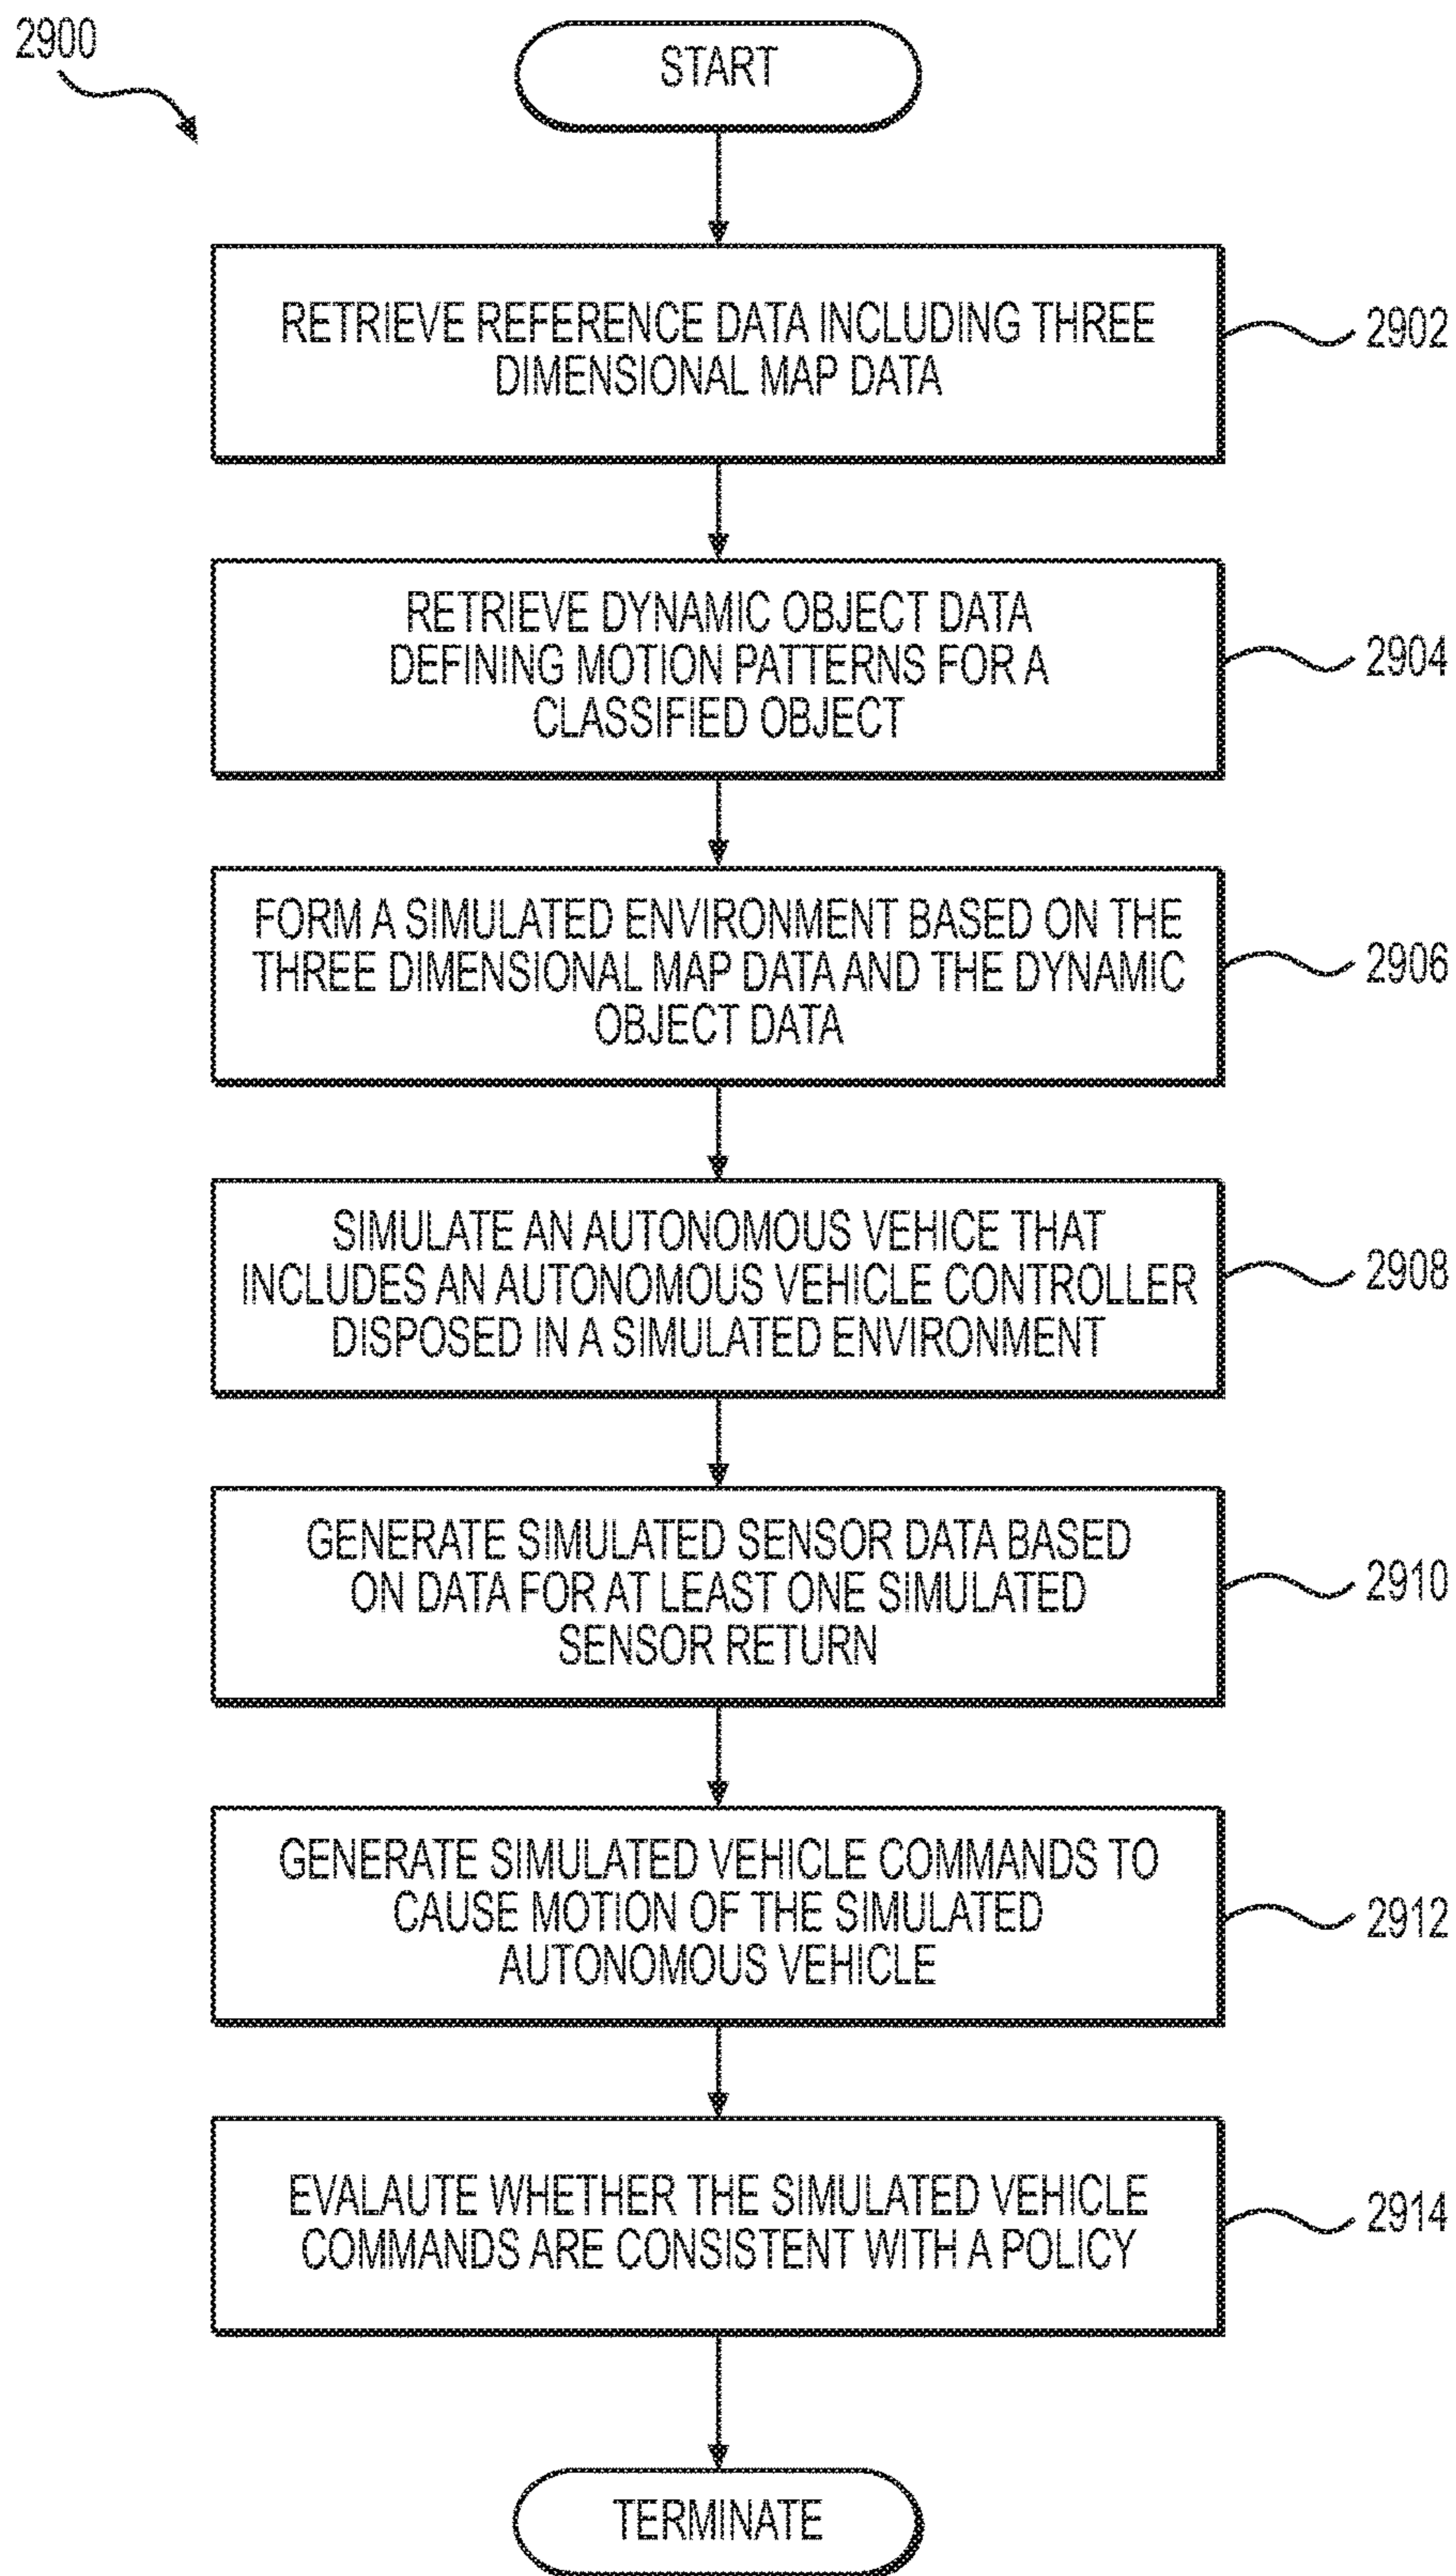 2900
START
RETRIEVE REFERENCE DATA INCLUDING THREE
DIMENSIONAL MAP DATA
2902
RETRIEVE DYNAMIC OBJECT DATA
DEFINING MOTION PATTERNS FOR A
CLASSIFIED OBJECT
2904
FORM A SIMULATED ENVIRONMENT BASED ON THE
THREE DIMENSIONAL MAP DATA AND THE DYNAMIC
OBJECT DATA
2906
SIMULATE AN AUTONOMOUS VEHICE THAT
INCLUDES AN AUTONOMOUS VEHICLE CONTROLLER
DISPOSED IN A SIMULATED ENVIRONMENT
2908
GENERATE SIMULATED SENSOR DATA BASED
ON DATA FOR AT LEAST ONE SIMULATED
SENSOR RETURN
2910
GENERATE SIMULATED VEHICLE COMMANDS TO
CAUSE MOTION OF THE SIMULATED
AUTONOMOUS VEHICLE
2912
EVALAUTE WHETHER THE SIMULATED VEHICLE
COMMANDS ARE CONSISTENT WITH A POLICY
2914
TERMINATE